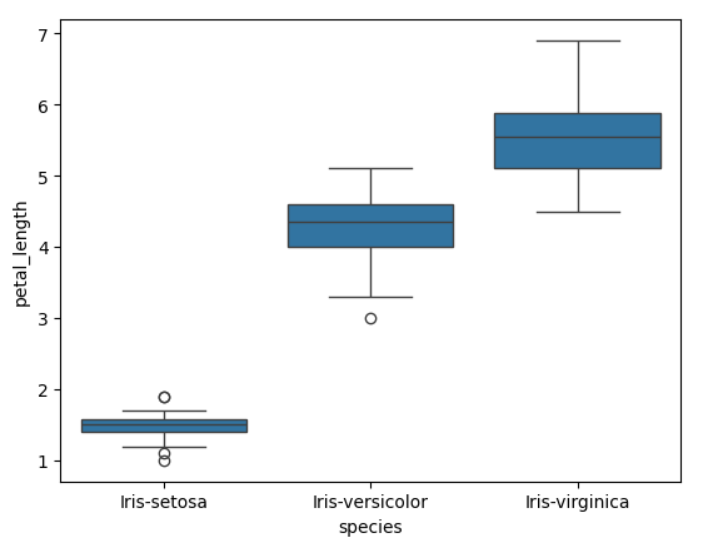 7
6
5
4
3
2
1
petal_length
Iris-setosa
Iris-versicolor
Iris-virginica
species